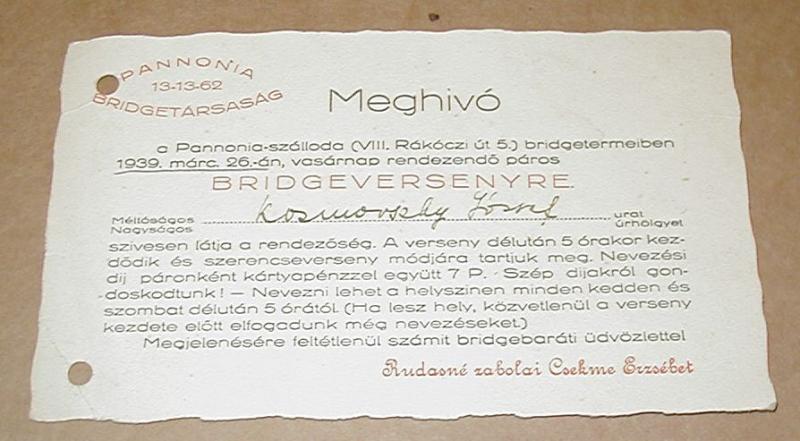 PANNONIA
13-13-62
BRIDGETÁRSASÁG
Meghivó
a Pannonia-szálloda (VIII. Rákóczi út 5.) bridgetermeiben
1939. márc. 26.-án, vasárnap rendezendő páros
BRIDGEVERSENYRE.
Méltóságos
Nagyságos
József
urat
úrhölgyet
szivesen látja a rendezőség. A verseny délután 5 órakor kez-
dődik és szerencseverseny módjára tartjuk meg. Nevezési
dij páronként kártyapénzzel együtt 7 P. - Szép dijakról gon-
doskodtunk! — Nevezni lehet a helyszinen minden kedden és
szombat délután 5 órától. (Ha lesz hely, közvetlenül a verseny
kezdete előtt elfogadunk még nevezéseket.)
Megjelenésére feltétlenül számit bridgebaráti üdvözlettel
Rudasné zabolai Csekme Erzsébet